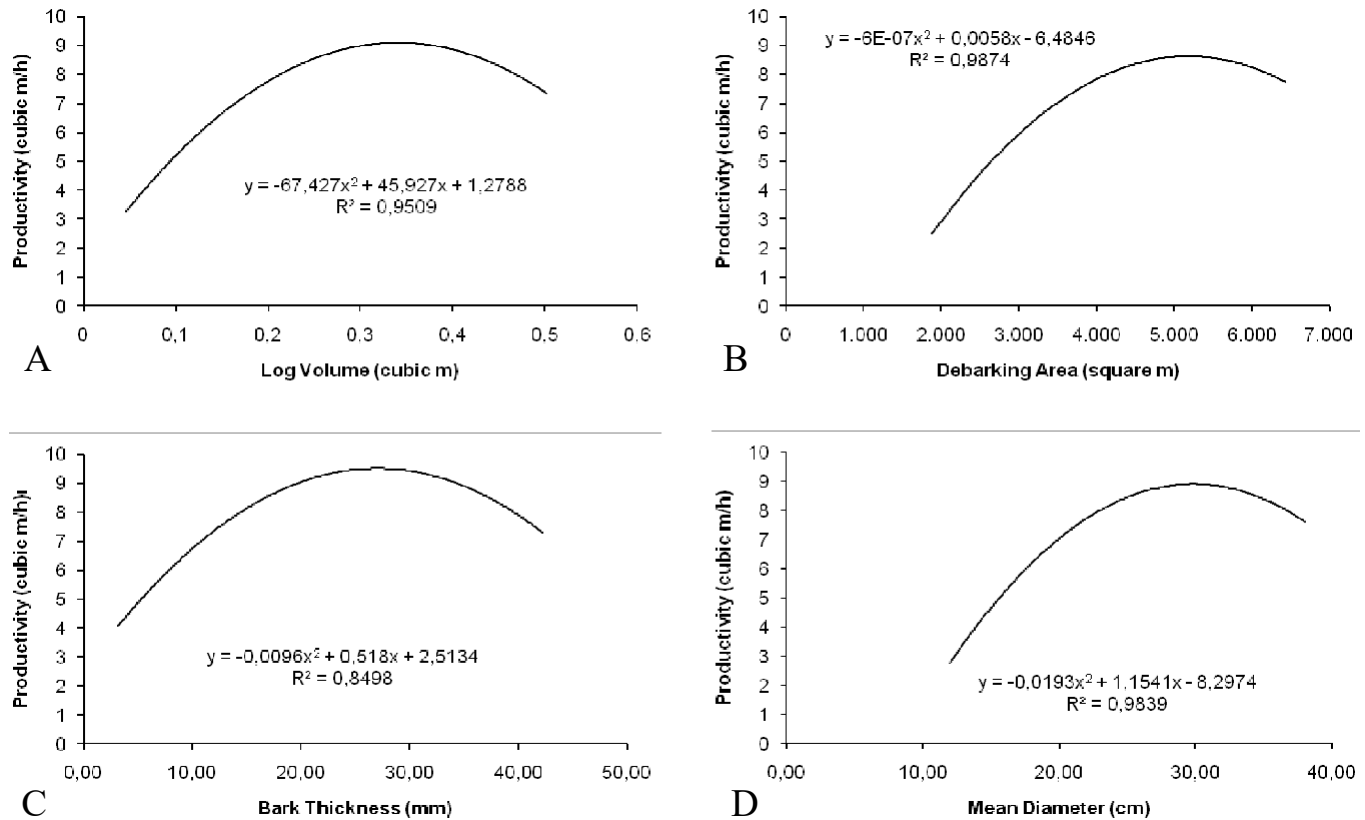 Productivity (cubic m/h)
10
9
8
7
6
5
4
3
2
1
0
y = -67,427x² + 45,927x + 1,2788
R² = 0,9509
0 0,1 0,2 0,3 0,4 0,5 0,6
Log Volume (cubic m)
A
Productivity (cubic m/h)
10
9
8
7
6
5
4
3
2
1
0
y = -6E-07x² + 0,0058x - 6,4846
R² = 0,9874
0 1.000 2.000 3.000 4.000 5.000 6.000 7.000
Debarking Area (square m)
B
Productivity (cubic m/h)
10
9
8
7
6
5
4
3
2
1
0
y = -0,0096x² + 0,518x + 2,5134
R² = 0,8498
0,00 10,00 20,00 30,00 40,00 50,00
Bark Thickness (mm)
C
Productivity (cubic m/h)
10
9
8
7
6
5
4
3
2
1
0
y = -0,0193x² + 1,1541x - 8,2974
R² = 0,9839
0,00 10,00 20,00 30,00 40,00
Mean Diameter (cm)
D